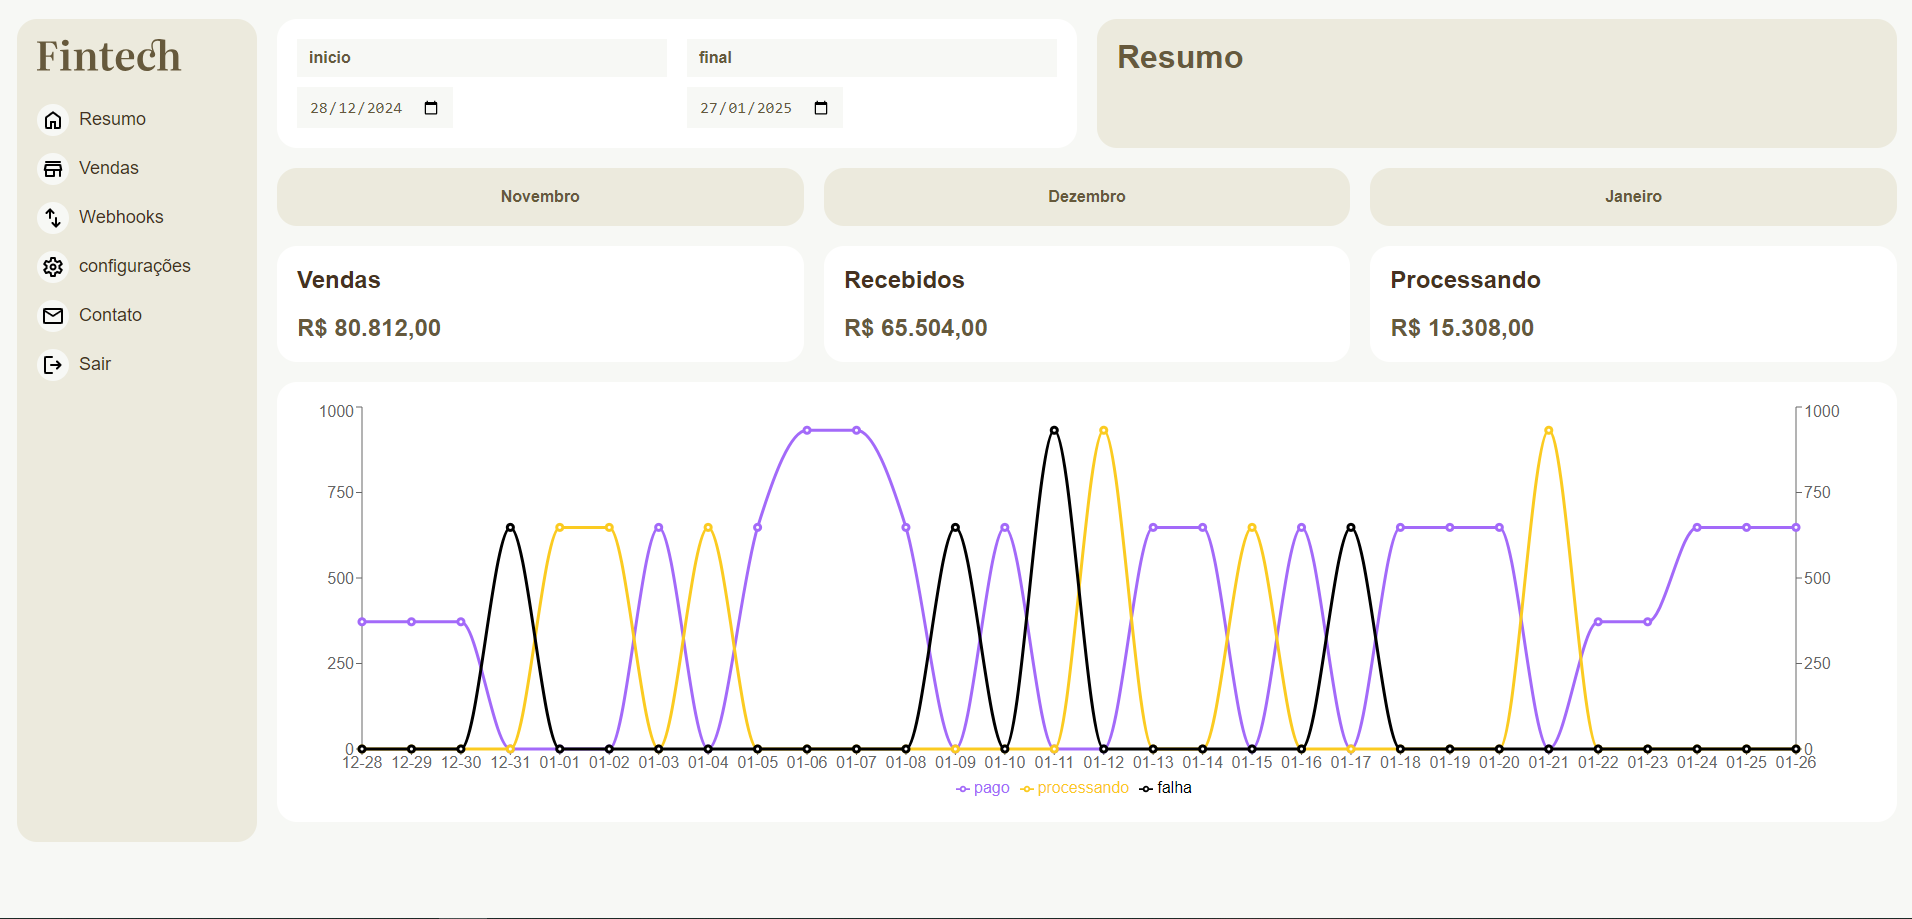 Fintech
Resumo
Vendas
Webhooks
configurações
Contato
Sair
inicio
28/12/2024
final
27/01/2025
Resumo
Novembro
Dezembro
Janeiro
Vendas
R$ 80.812,00
Recebidos
R$ 65.504,00
Processando
R$ 15.308,00
1000
750
500
250
0
1000
750
500
250
0
12-28 12-29 12-30 12-31 01-01 01-02 01-03 01-04 01-05 01-06 01-07 01-08 01-09 01-10 01-11 01-12 01-13 01-14 01-15 01-16 01-17 01-18 01-19 01-20 01-21 01-22 01-23 01-24 01-25 01-26
pago processando falha